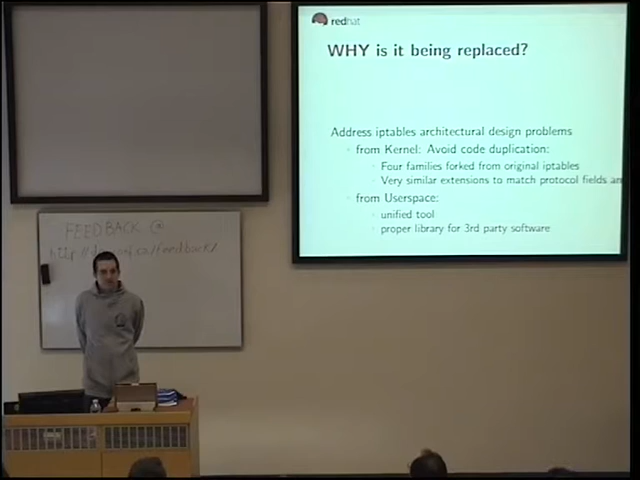 redhat
WHY is it being replaced?
Address iptables architectural design problems
from Kernel: Avoid code duplication:
Four families forked from original iptables
Very similar extensions to match protocol fields an
from Userspace:
unified tool
proper library for 3rd party software
FEEDBACK @
/feedback/